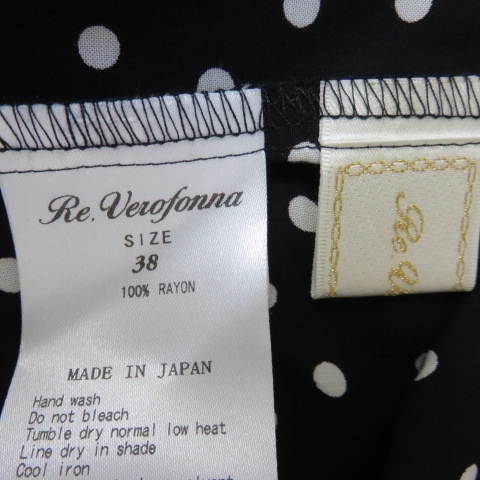 Re. Verofonna
SIZE
38
100% RAYON
MADE IN JAPAN
Hand wash
Do not bleach
Tumble dry normal low heat
Line dry in shade
Cool iron
Re.